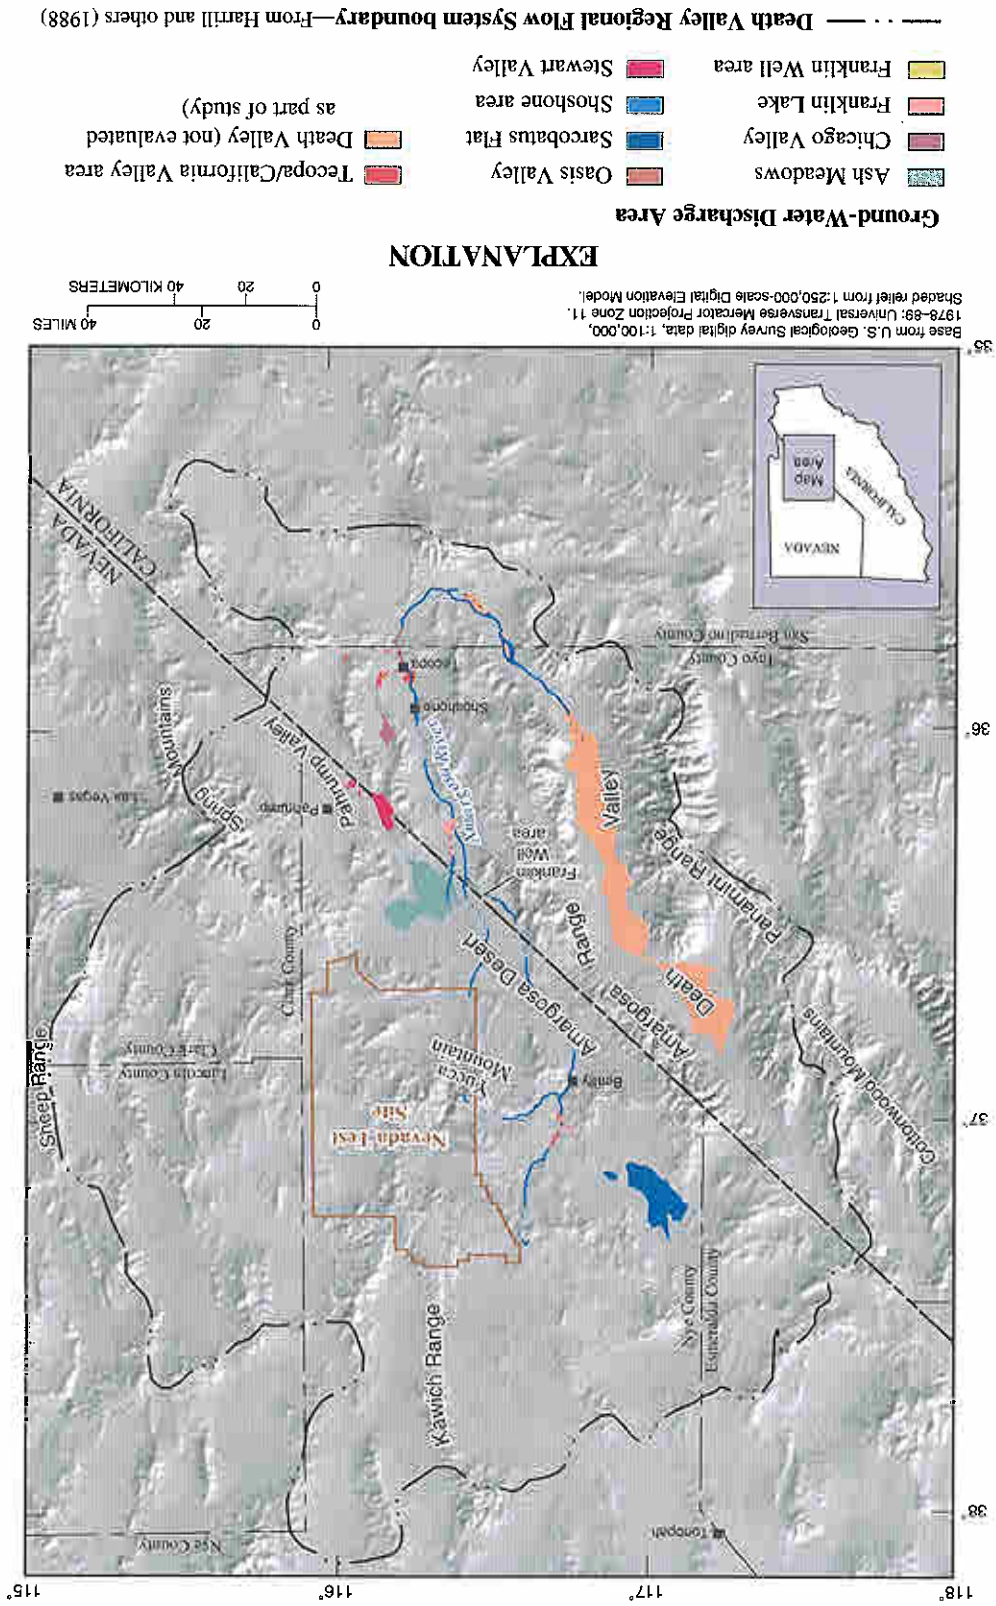 118°
117°
116°
115°
38°
37°
36°
35°
Tonopah
Nye County
Esmeralda County
Nye County
Kawich Range
Cottonwood Mountains
Nevada Test
Site
Yucca
Mountain
Beatty
Lincoln County
Clark County
Sheep Range
Clark County
Death
Valley
Amargosa
Range
Amargosa Desert
Panamint Range
Franklin
Well
area
Amargosa River
Pahrump
Pahrump Valley
Spring
Mountains
Las Vegas
Shoshone
Tecopa
Inyo County
San Bernadino County
NEVADA
CALIFORNIA
NEVADA
CALIFORNIA
Map
Area
Base from U.S. Geological Survey digital data, 1:100,000,
1978-89; Universal Transverse Mercator Projection Zone 11.
Shaded relief from 1:250,000-scale Digital Elevation Model.
0 20 40 MILES
0 20 40 KILOMETERS
EXPLANATION
Ground-Water Discharge Area
Ash Meadows
Chicago Valley
Franklin Lake
Franklin Well area
Oasis Valley
Sarcobatus Flat
Shoshone area
Stewart Valley
Tecopa/California Valley area
Death Valley (not evaluated
as part of study)
Death Valley Regional Flow System boundary—From Harrill and others (1988)